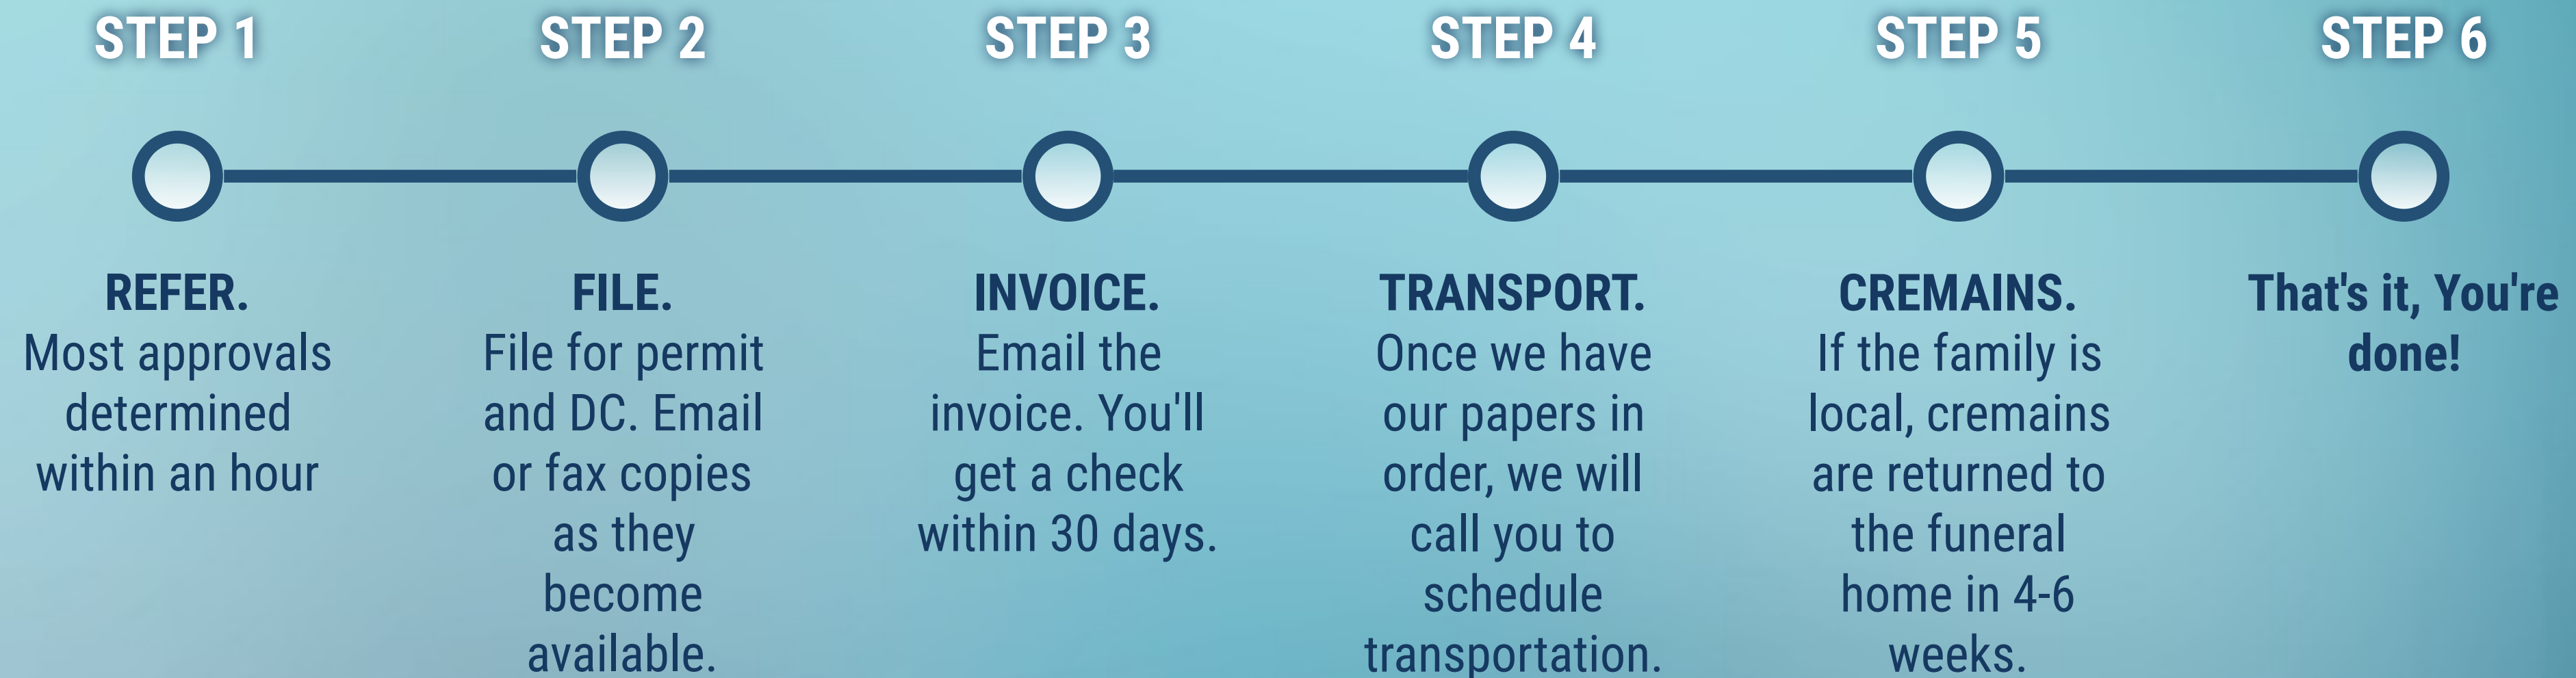 STEP 1
REFER.
Most approvals
determined
within an hour
STEP 2
FILE.
File for permit
and DC. Email
or fax copies
as they
become
available.
STEP 3
INVOICE.
Email the
invoice. You'll
get a check
within 30 days.
STEP 4
TRANSPORT.
Once we have
our papers in
order, we will
call you to
schedule
transportation.
STEP 5
CREMAINS.
If the family is
local, cremains
are returned to
the funeral
home in 4-6
weeks.
STEP 6
That's it, You're
done!